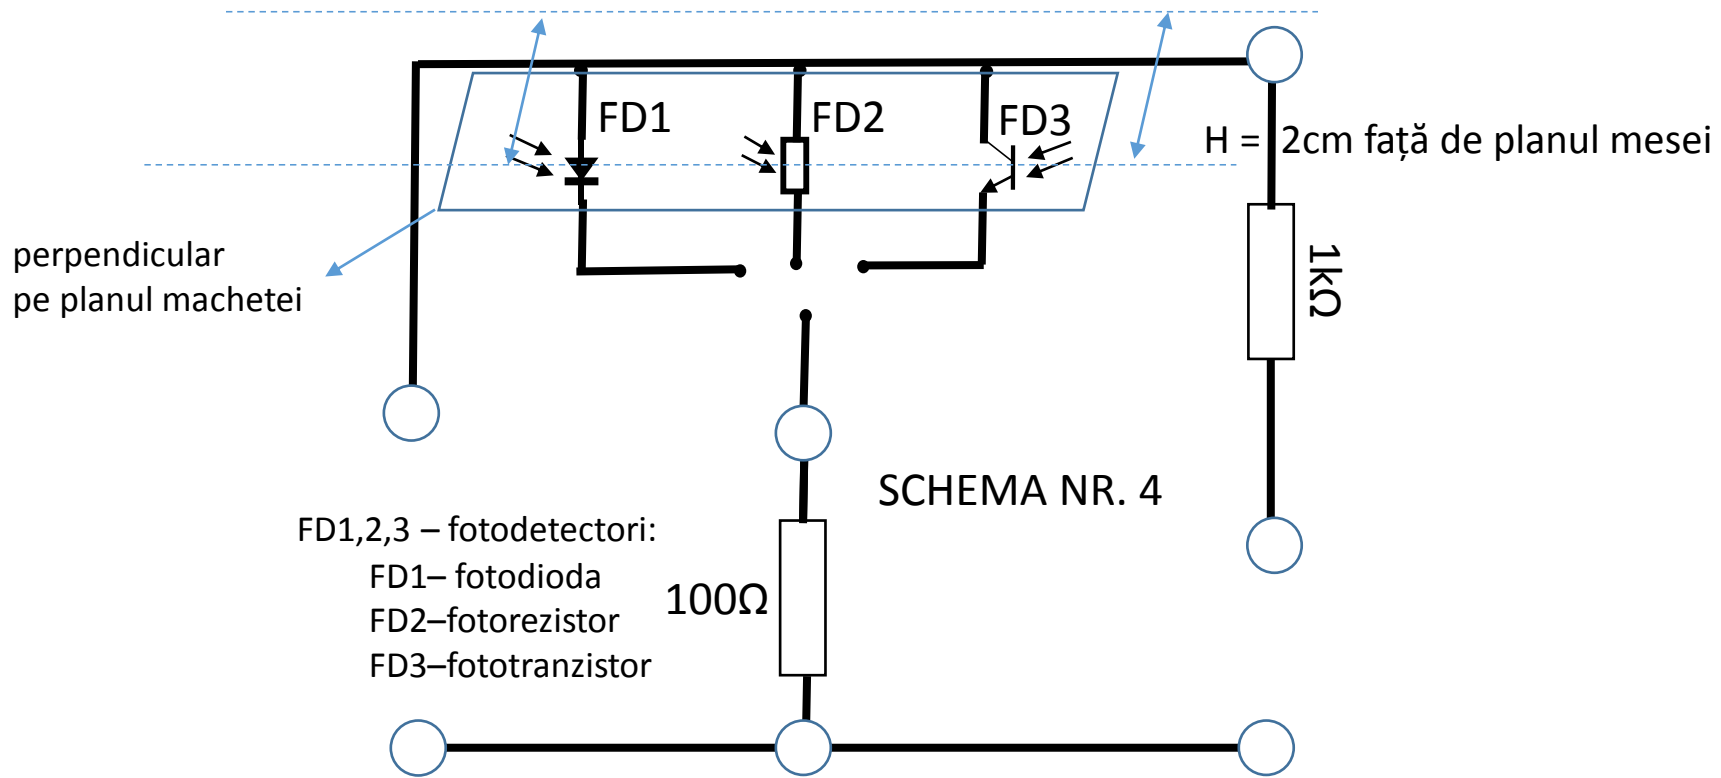 FD1
FD2
FD3
H = 2cm față de planul mesei
perpendicular
pe planul machetei
1kΩ
SCHEMA NR. 4
FD1,2,3 – fotodetectori:
FD1– fotodioda
FD2–fotorezistor
FD3–fototranzistor
100Ω